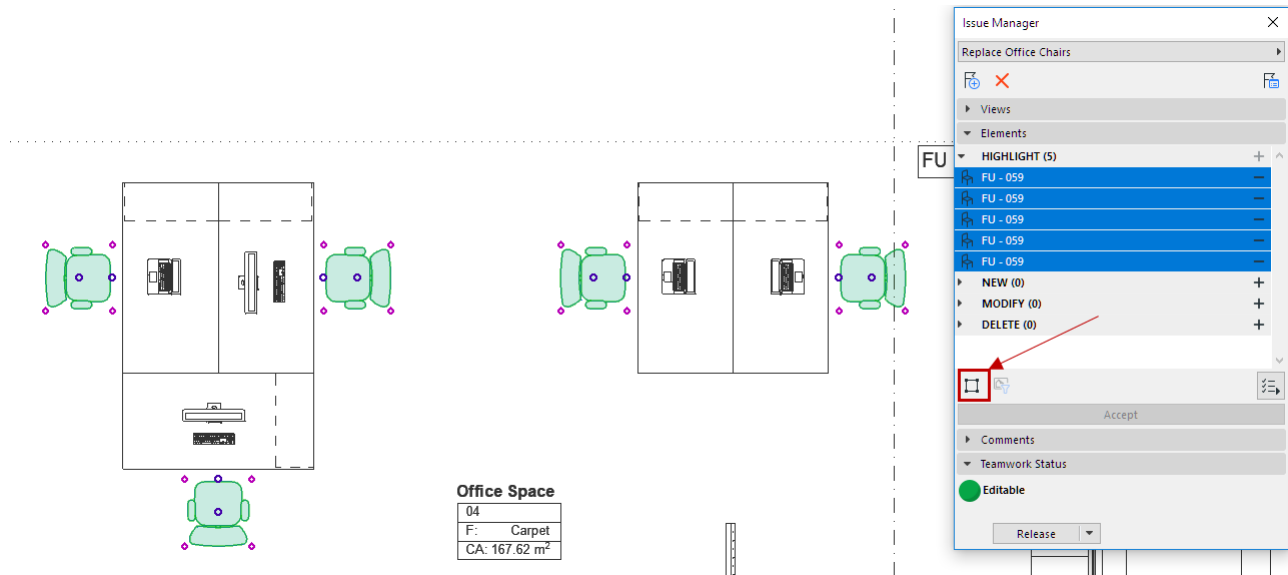 Issue Manager
Replace Office Chairs
Views
Elements
HIGHLIGHT (5)
FU - 059
FU - 059
FU - 059
FU - 059
FU - 059
NEW (0)
MODIFY (0)
DELETE (0)
Accept
Comments
Teamwork Status
Editable
Release
FU
Office Space
04
F: Carpet
CA: 167.62 m²